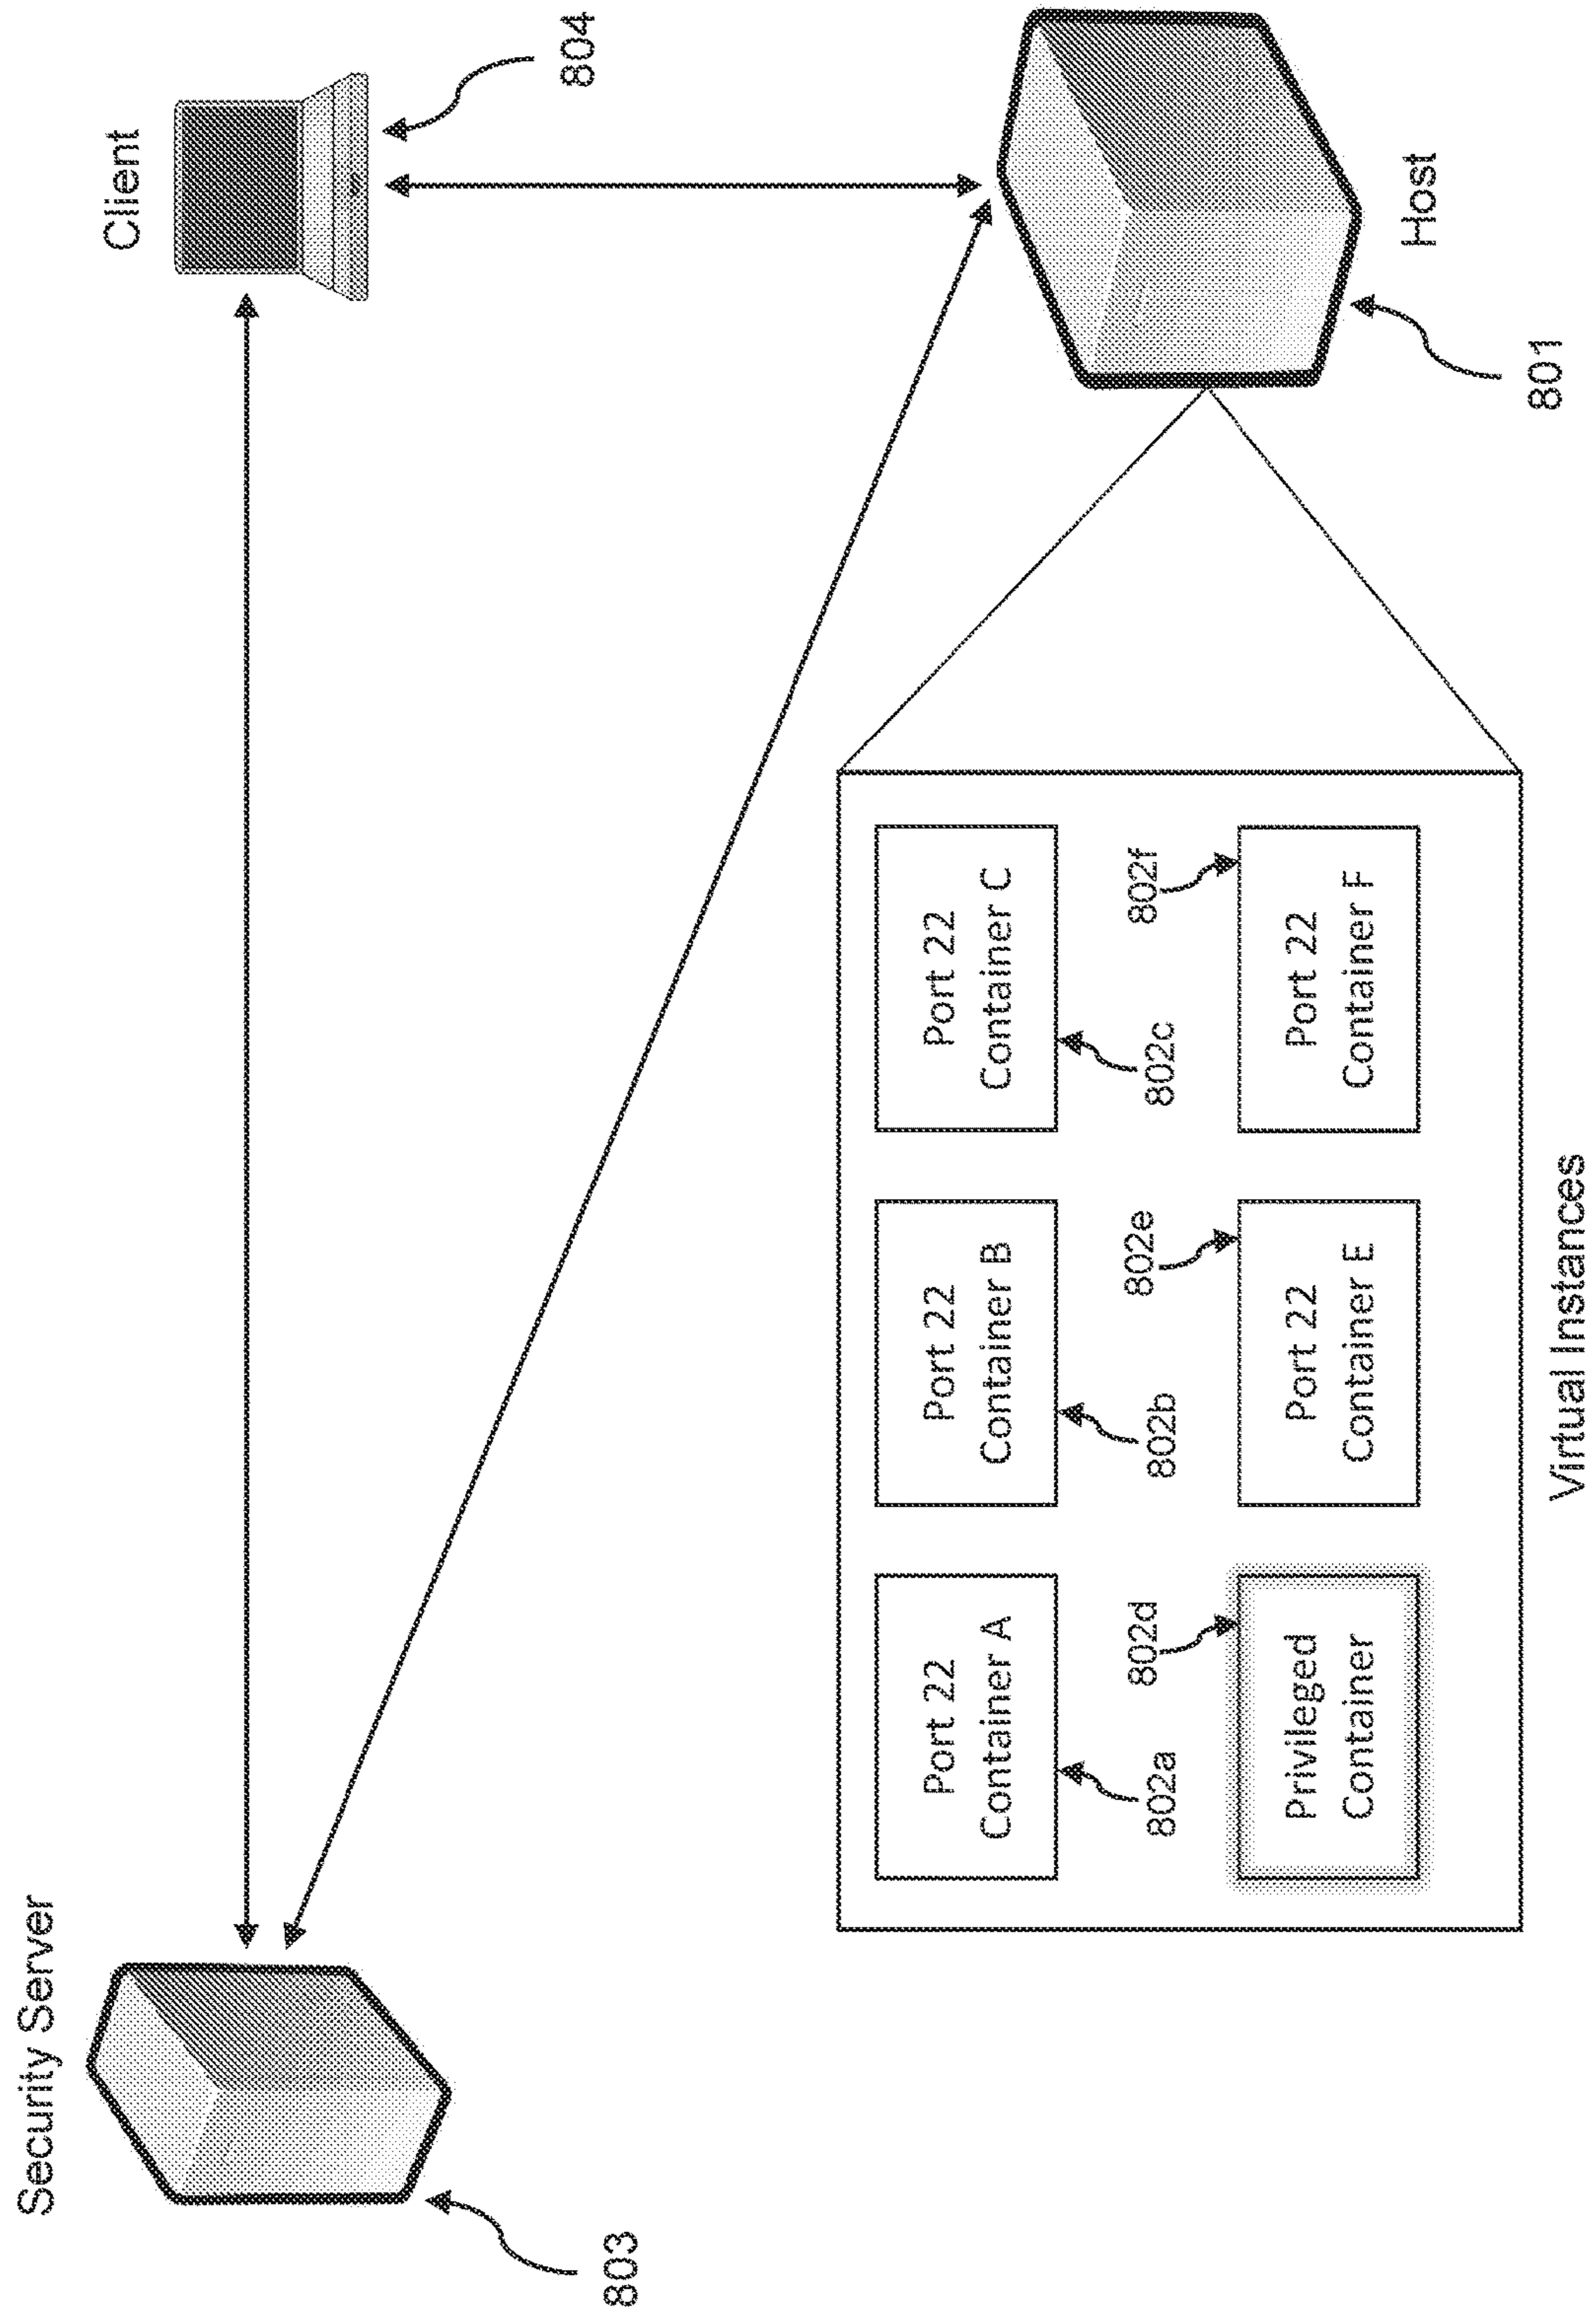 Security Server
Client
803
804
Port 22
Container A
Port 22
Container B
Port 22
Container C
802a
802b
802c
802d
802e
802f
Privileged
Container
Port 22
Container E
Port 22
Container F
Host
801
Virtual Instances